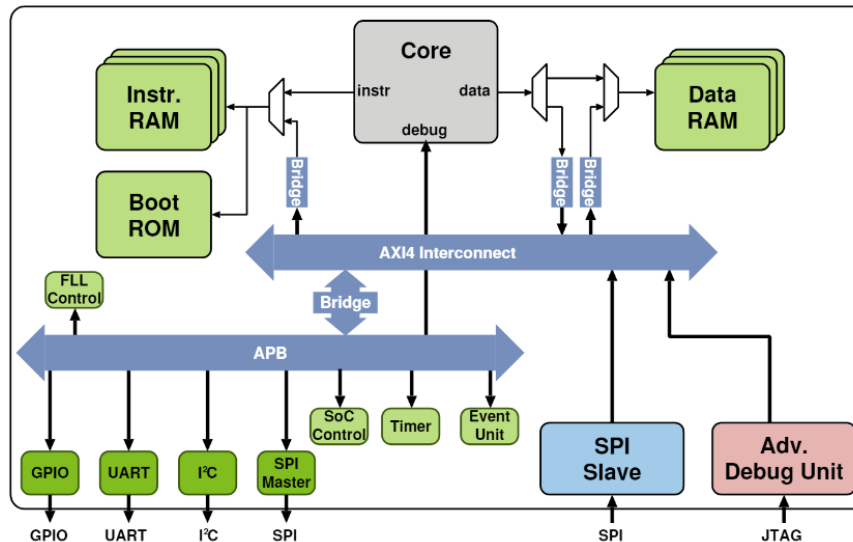 Core
instr
data
debug
Instr.
RAM
Data
RAM
Boot
ROM
Bridge
Bridge
Bridge
AXI4 Interconnect
FLL
Control
Bridge
APB
SoC
Control
Timer
Event
Unit
GPIO
UART
I²C
SPI
Master
SPI
Slave
Adv.
Debug Unit
GPIO
UART
I²C
SPI
SPI
JTAG